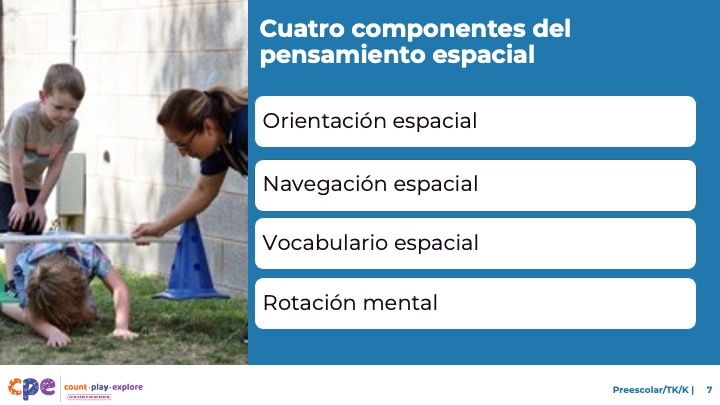 Cuatro componentes del
pensamiento espacial
Orientación espacial
Navegación espacial
Vocabulario espacial
Rotación mental
cpe
count·play·explore
Preescolar/TK/K | 7